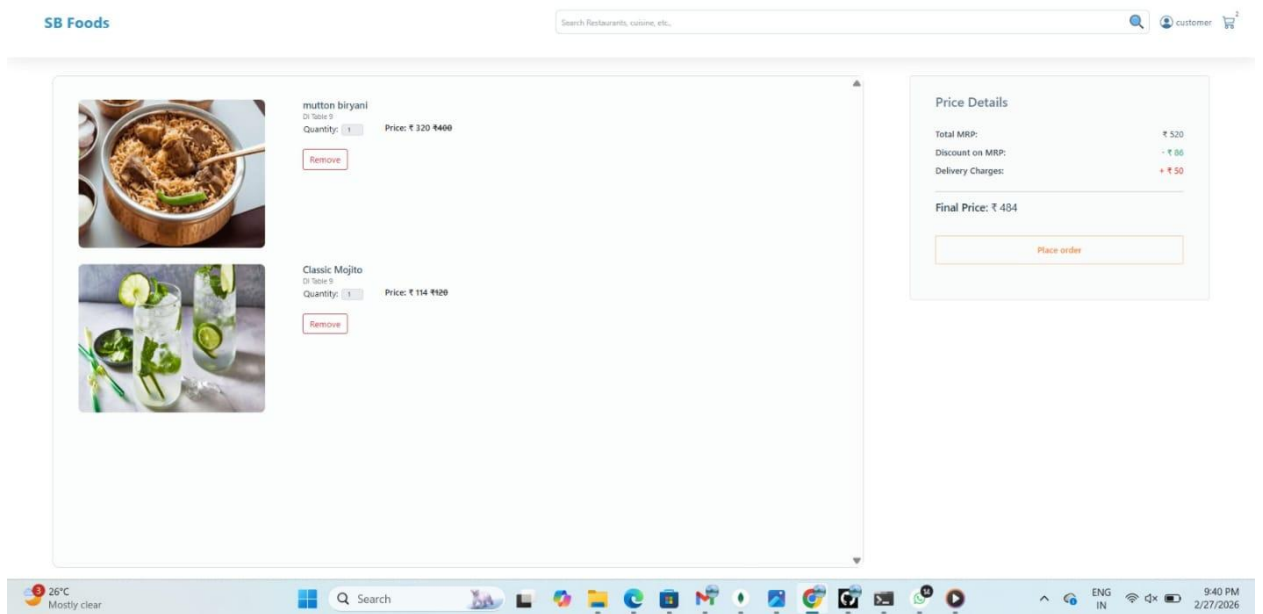 SB Foods
Search Restaurants, cuisine, etc.,
customer
2
mutton biryani
DI Table 9
Quantity: 1
Price: ₹ 320 ₹400
Remove
Classic Mojito
DI Table 9
Quantity: 1
Price: ₹ 114 ₹120
Remove
Price Details
Total MRP: ₹ 520
Discount on MRP: - ₹ 86
Delivery Charges: + ₹ 50
Final Price: ₹ 484
Place order
3
26°C
Mostly clear
Search
ENG
IN
9:40 PM
2/27/2026